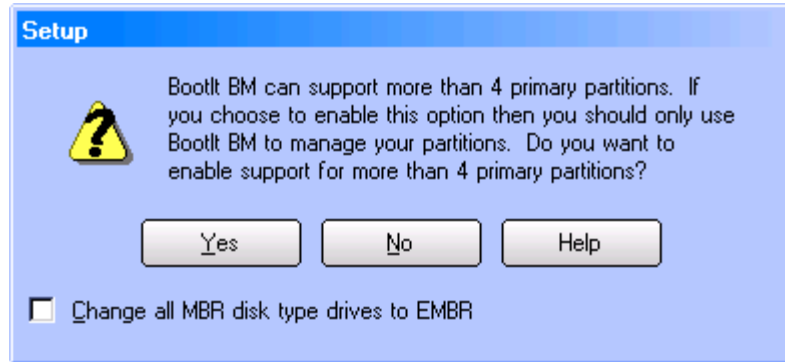 Setup
BootIt BM can support more than 4 primary partitions. If
you choose to enable this option then you should only use
BootIt BM to manage your partitions. Do you want to
enable support for more than 4 primary partitions?
Yes
No
Help
Change all MBR disk type drives to EMBR